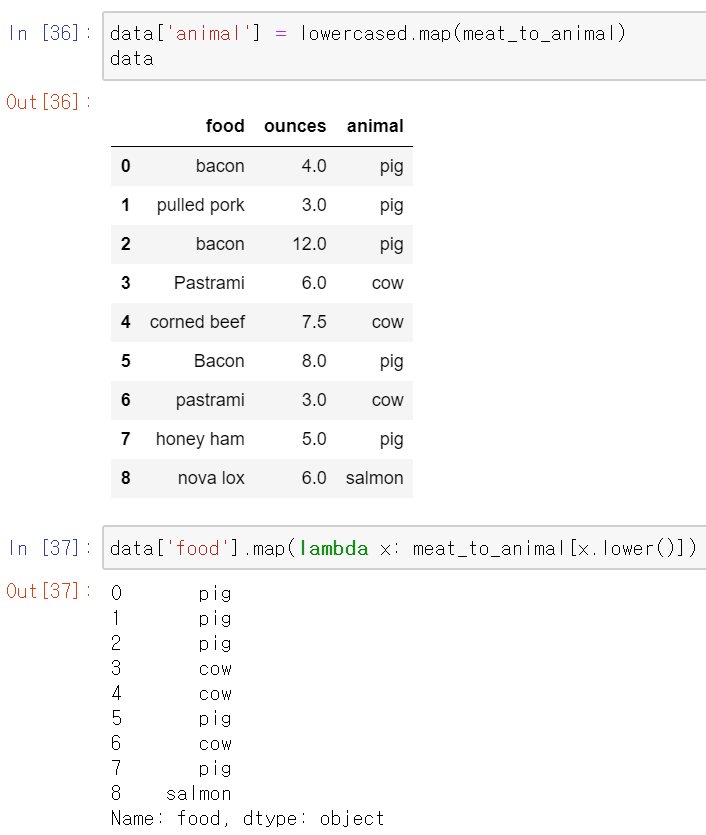 In [36]: data['animal'] = lowercased.map(meat_to_animal)
data
Out[36]:
food ounces animal
0 bacon 4.0 pig
1 pulled pork 3.0 pig
2 bacon 12.0 pig
3 Pastrami 6.0 cow
4 corned beef 7.5 cow
5 Bacon 8.0 pig
6 pastrami 3.0 cow
7 honey ham 5.0 pig
8 nova lox 6.0 salmon
In [37]: data['food'].map(lambda x: meat_to_animal[x.lower()])
Out[37]: 0 pig
1 pig
2 pig
3 cow
4 cow
5 pig
6 cow
7 pig
8 salmon
Name: food, dtype: object